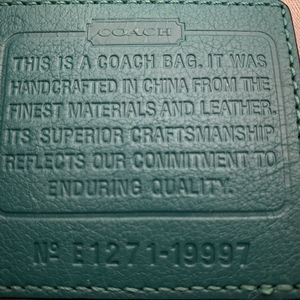 COACH
THIS IS A COACH BAG. IT WAS
HANDCRAFTED IN CHINA FROM THE
FINEST MATERIALS AND LEATHER.
ITS SUPERIOR CRAFTSMANSHIP
REFLECTS OUR COMMITMENT TO
ENDURING QUALITY.
Nº E1271-19997